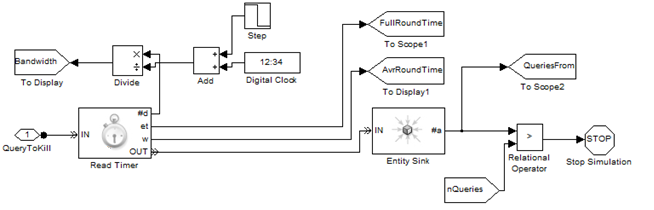 FullRoundTime
To Scope1
Step
Bandwidth
To Display
×
÷
Divide
+
+
Add
12:34
Digital Clock
AvrRoundTime
To Display1
QueriesFrom
To Scope2
1
QueryToKill
IN
#d
et
w
OUT
Read Timer
IN
#a
Entity Sink
>
Relational
Operator
STOP
Stop Simulation
nQueries